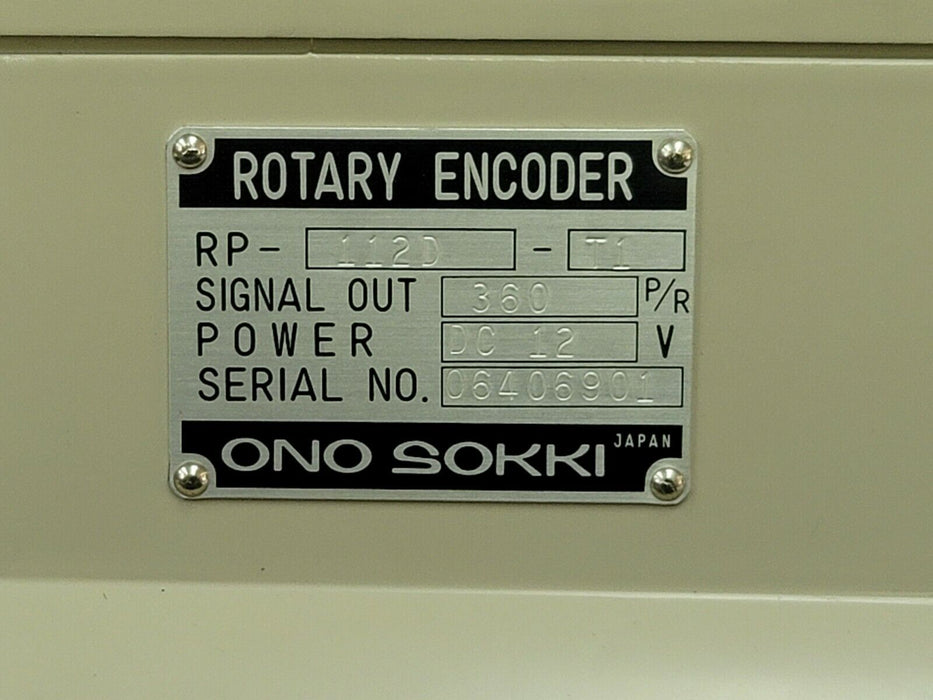 ROTARY ENCODER
RP- 112D - T1
SIGNAL OUT 360 P/R
POWER DC 12 V
SERIAL NO. 06406901
ONO SOKKI JAPAN